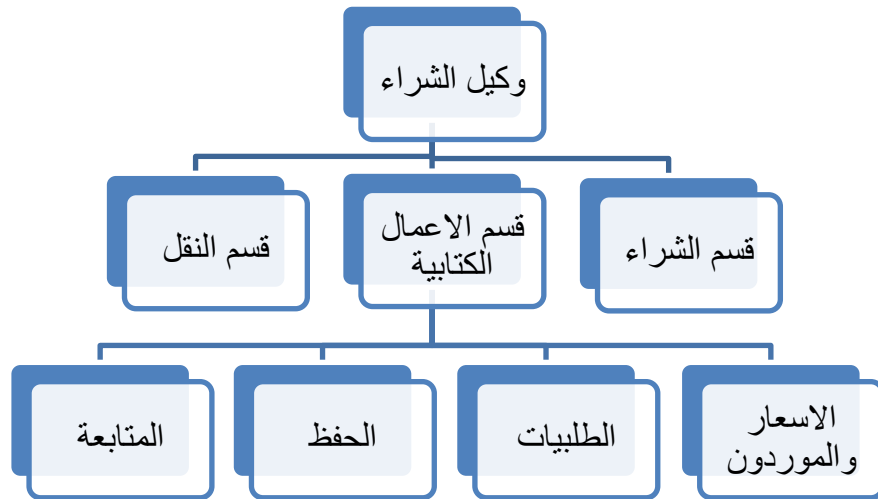 وكيل الشراء
قسم الشراء
قسم الاعمال
الكتابية
قسم النقل
الاسعار
والموردون
الطلبيات
الحفظ
المتابعة